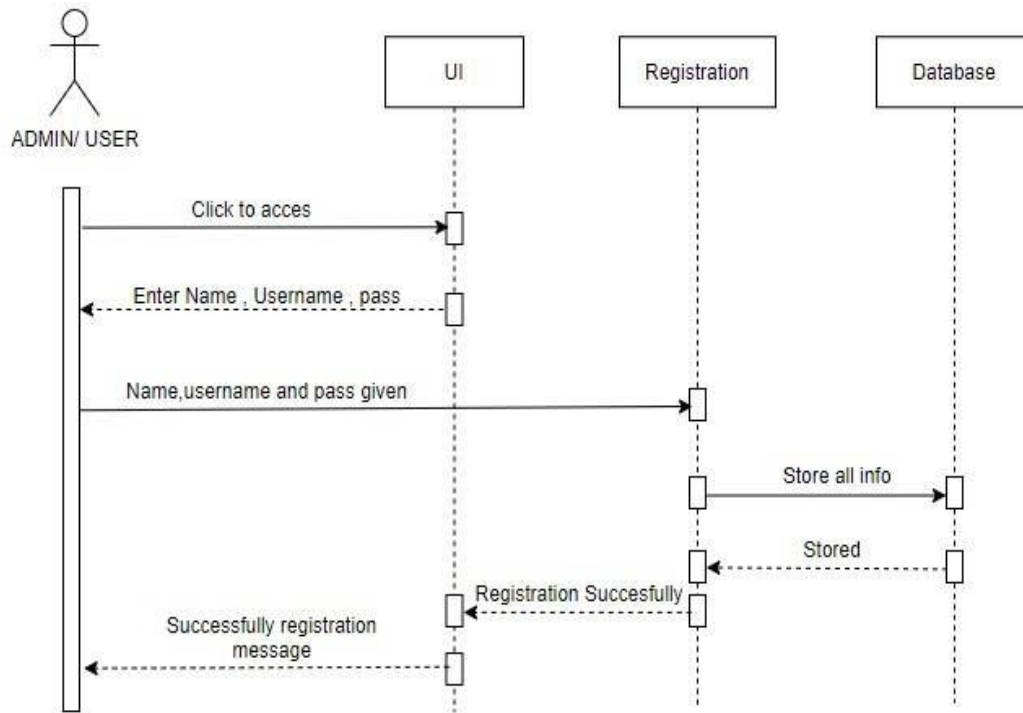 UI
Registration
Database
ADMIN/ USER
Click to acces
Enter Name , Username , pass
Name,username and pass given
Store all info
Stored
Registration Succesfully
Successfully registration
message